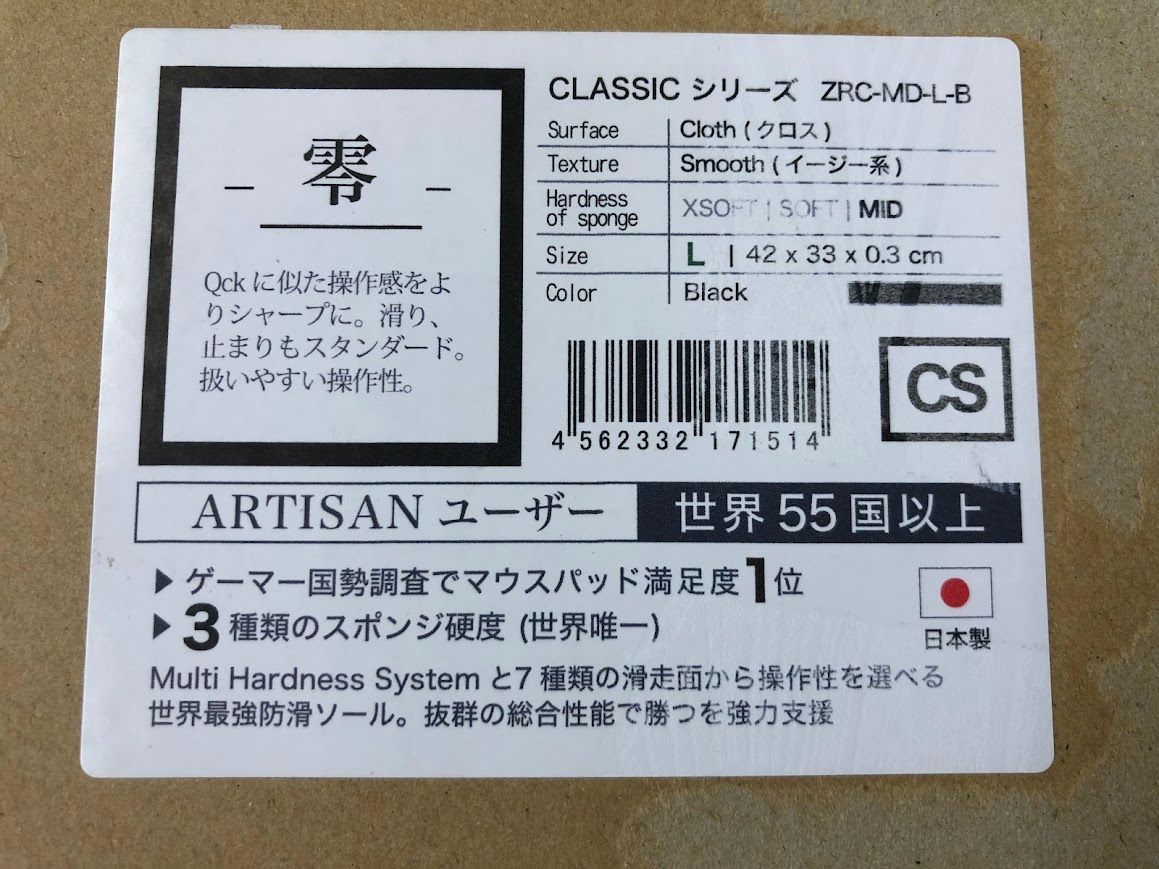 - 零 -
Qck に似た操作感をよ
りシャープに。滑り、
止まりもスタンダード。
扱いやすい操作性。
CLASSIC シリーズ ZRC-MD-L-B
Surface Cloth ( クロス )
Texture Smooth ( イージー系 )
Hardness
of sponge XSOFT | SOFT | MID
Size L | 42 x 33 x 0.3 cm
Color Black
4 562332 171514
CS
ARTISAN ユーザー 世界 55 国以上
▶ ゲーマー国勢調査でマウスパッド満足度 1 位
▶ 3 種類のスポンジ硬度 (世界唯一)
日本製
Multi Hardness System と7 種類の滑走面から操作性を選べる
世界最強防滑ソール。抜群の総合性能で勝つを強力支援